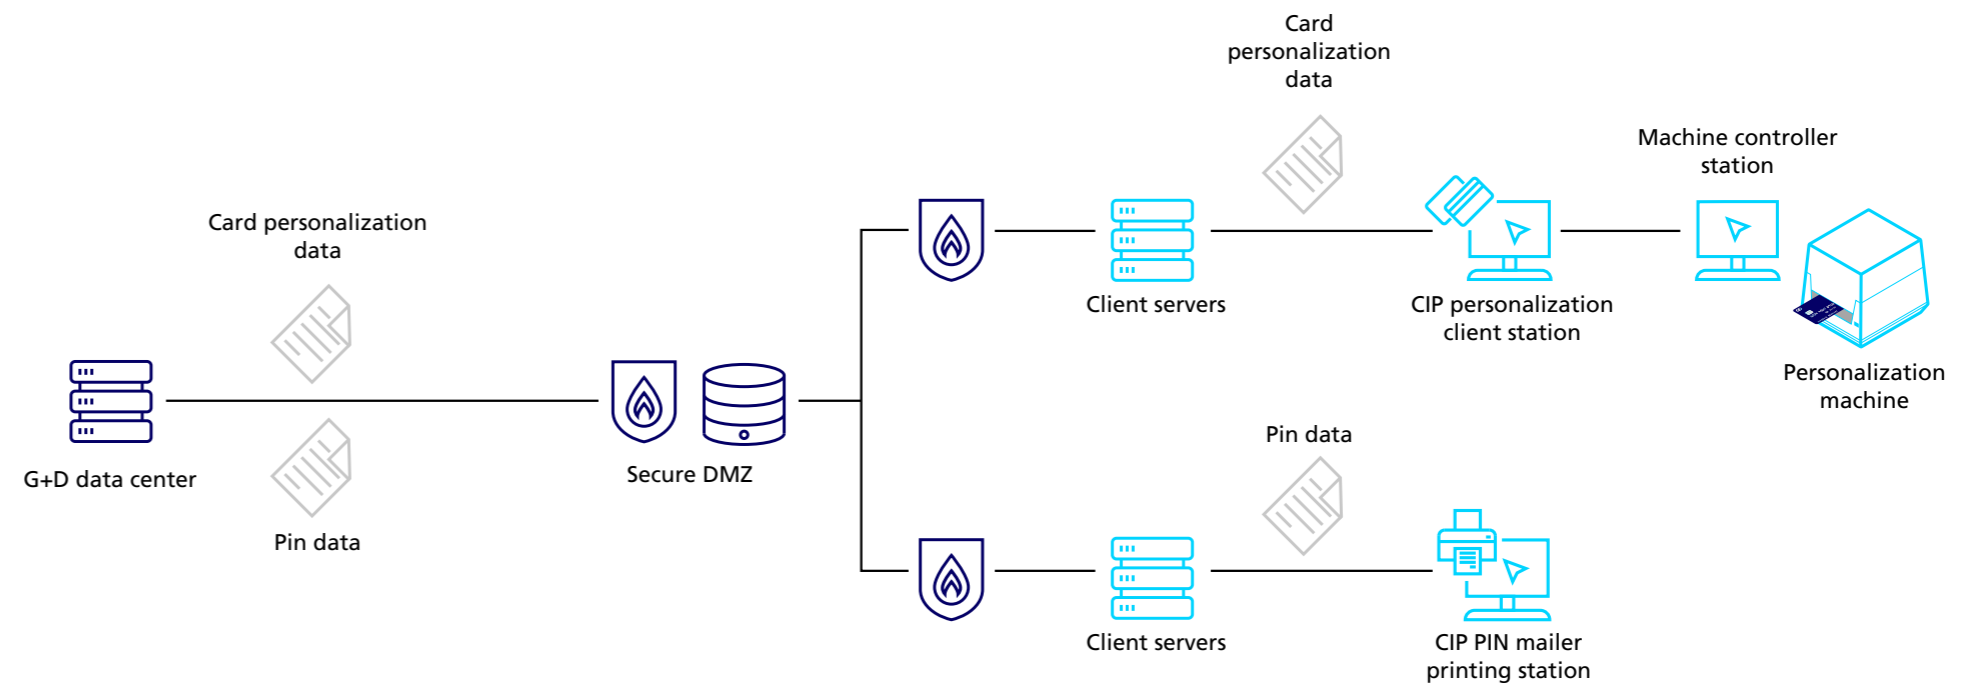 Card
personalization
data
Machine controller
station
Card personalization
data
Client servers
CIP personalization
client station
Personalization
machine
Pin data
G+D data center
Secure DMZ
Pin data
Client servers
CIP PIN mailer
printing station